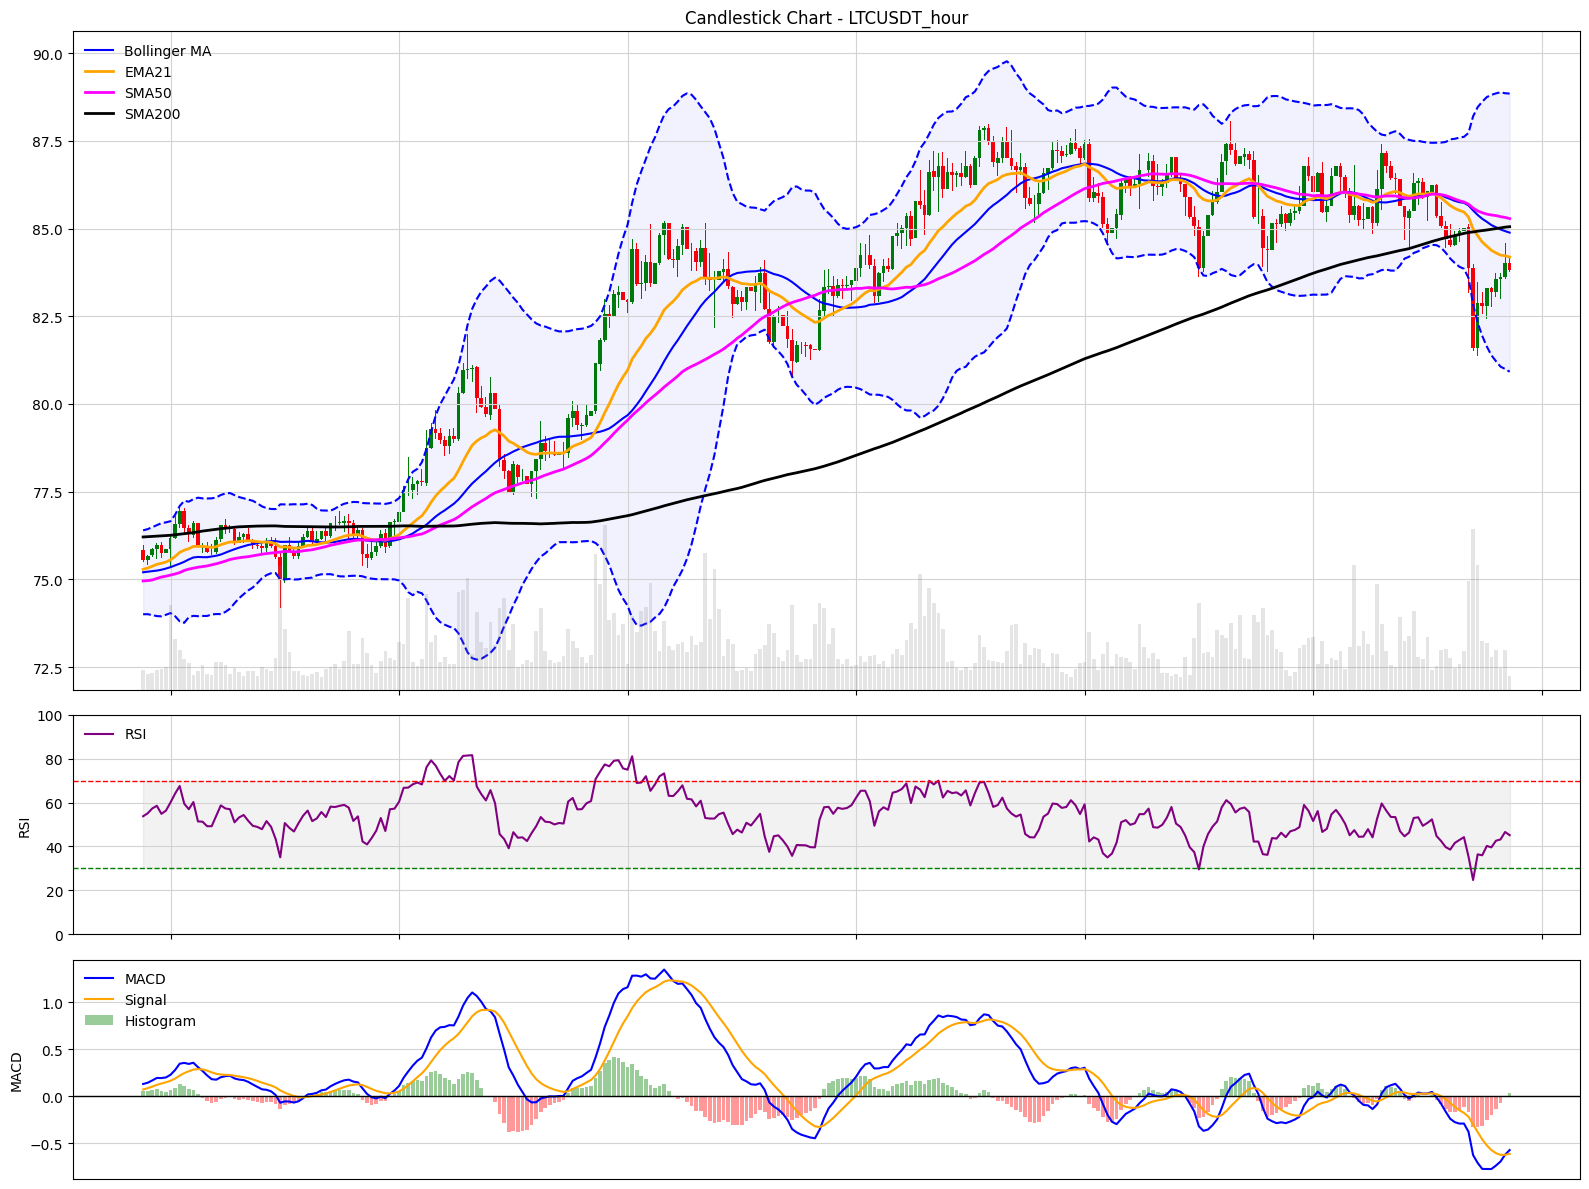 Candlestick Chart - LTCUSDT_hour
Bollinger MA
EMA21
SMA50
SMA200
90.0
87.5
85.0
82.5
80.0
77.5
75.0
72.5
RSI
RSI
100
80
60
40
20
0
MACD
Signal
Histogram
MACD
1.0
0.5
0.0
−0.5